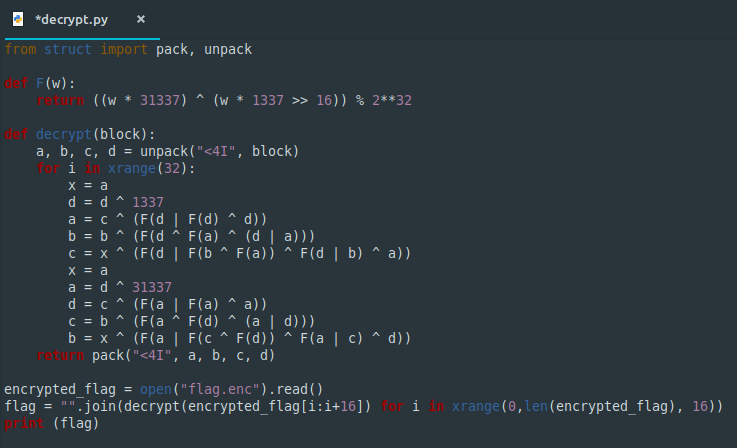 *decrypt.py ×
from struct import pack, unpack
def F(w):
    return ((w * 31337) ^ (w * 1337 >> 16)) % 2**32
def decrypt(block):
    a, b, c, d = unpack("<4I", block)
    for i in xrange(32):
        x = a
        d = d ^ 1337
        a = c ^ (F(d | F(d) ^ d))
        b = b ^ (F(d ^ F(a) ^ (d | a)))
        c = x ^ (F(d | F(b ^ F(a)) ^ F(d | b) ^ a))
        x = a
        a = d ^ 31337
        d = c ^ (F(a | F(a) ^ a))
        c = b ^ (F(a ^ F(d) ^ (a | d)))
        b = x ^ (F(a | F(c ^ F(d)) ^ F(a | c) ^ d))
    return pack("<4I", a, b, c, d)
encrypted_flag = open("flag.enc").read()
flag = "".join(decrypt(encrypted_flag[i:i+16]) for i in xrange(0,len(encrypted_flag), 16))
print (flag)